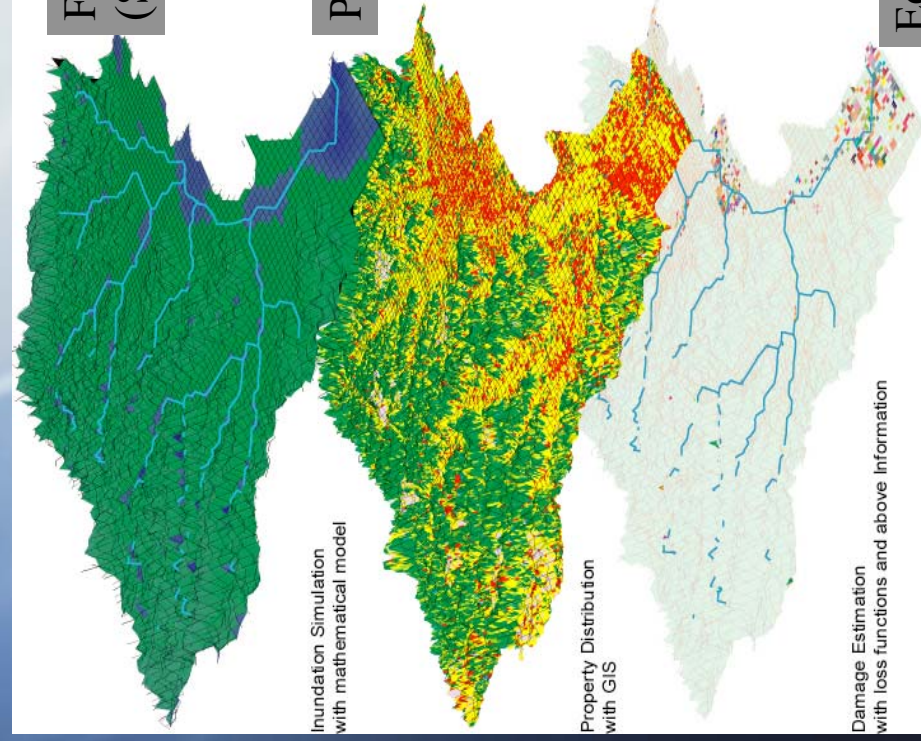 Inundation Simulation
with mathematical model
Property Distribution
with GIS
Damage Estimation
with loss functions and above Information